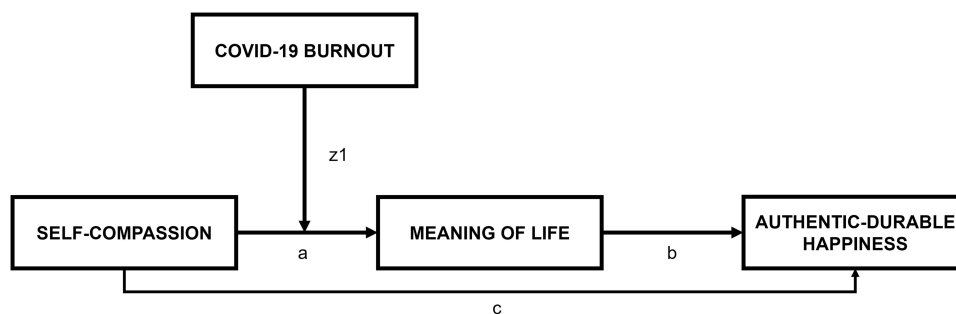 COVID-19 BURNOUT
z1
SELF-COMPASSION
a
MEANING OF LIFE
b
AUTHENTIC-DURABLE
HAPPINESS
c